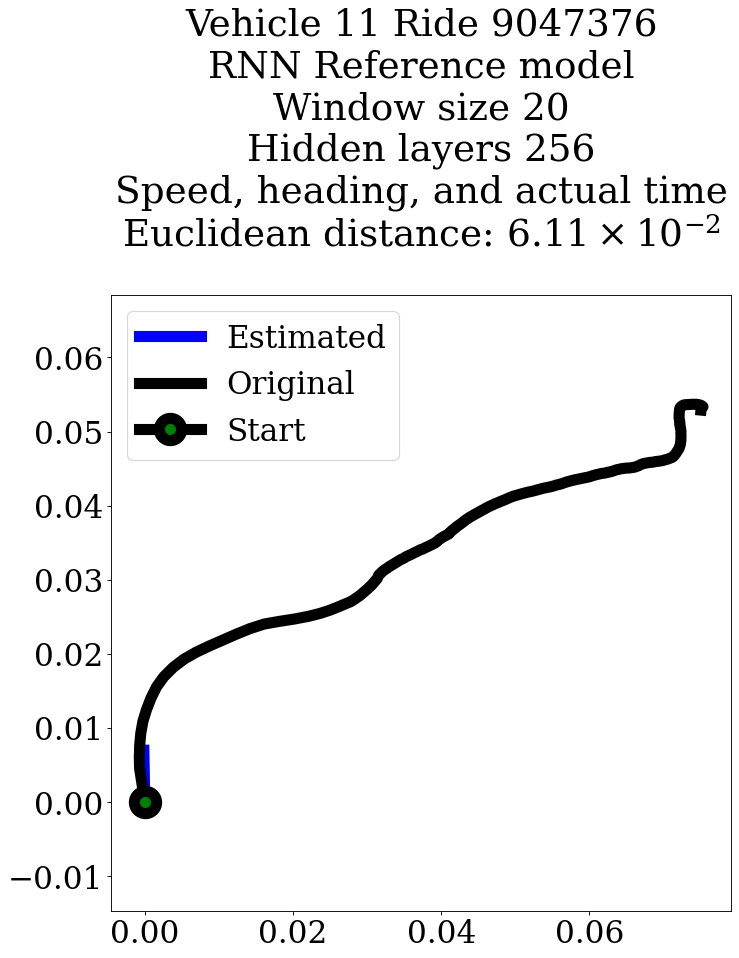 Vehicle 11 Ride 9047376
RNN Reference model
Window size 20
Hidden layers 256
Speed, heading, and actual time
Euclidean distance: 6.11 × 10⁻²
Estimated
Original
Start
0.06
0.05
0.04
0.03
0.02
0.01
0.00
−0.01
0.00 0.02 0.04 0.06